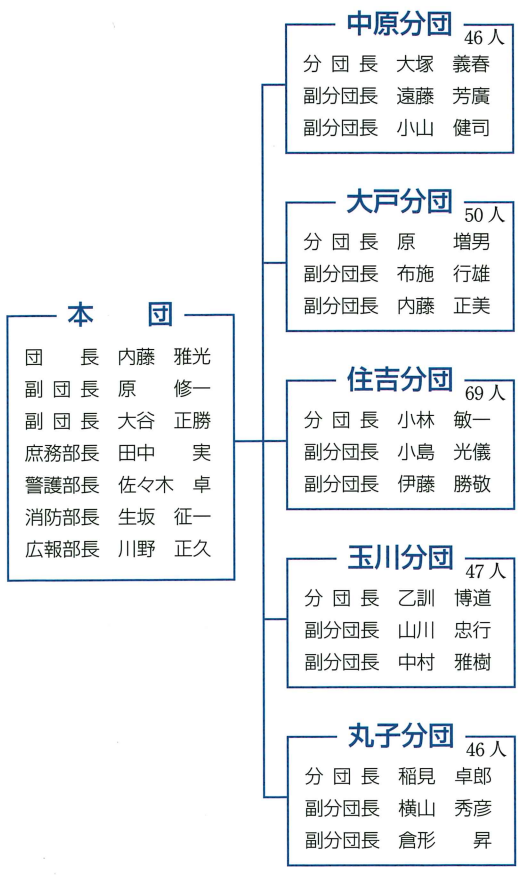 本　団
団　長　内藤　雅光
副団長　原　修一
副団長　大谷　正勝
庶務部長　田中　実
警護部長　佐々木　卓
消防部長　生坂　征一
広報部長　川野　正久
中原分団　46人
分団長　大塚　義春
副分団長　遠藤　芳廣
副分団長　小山　健司
大戸分団　50人
分団長　原　増男
副分団長　布施　行雄
副分団長　内藤　正美
住吉分団　69人
分団長　小林　敏一
副分団長　小島　光儀
副分団長　伊藤　勝敬
玉川分団　47人
分団長　乙訓　博道
副分団長　山川　忠行
副分団長　中村　雅樹
丸子分団　46人
分団長　稲見　卓郎
副分団長　横山　秀彦
副分団長　倉形　昇